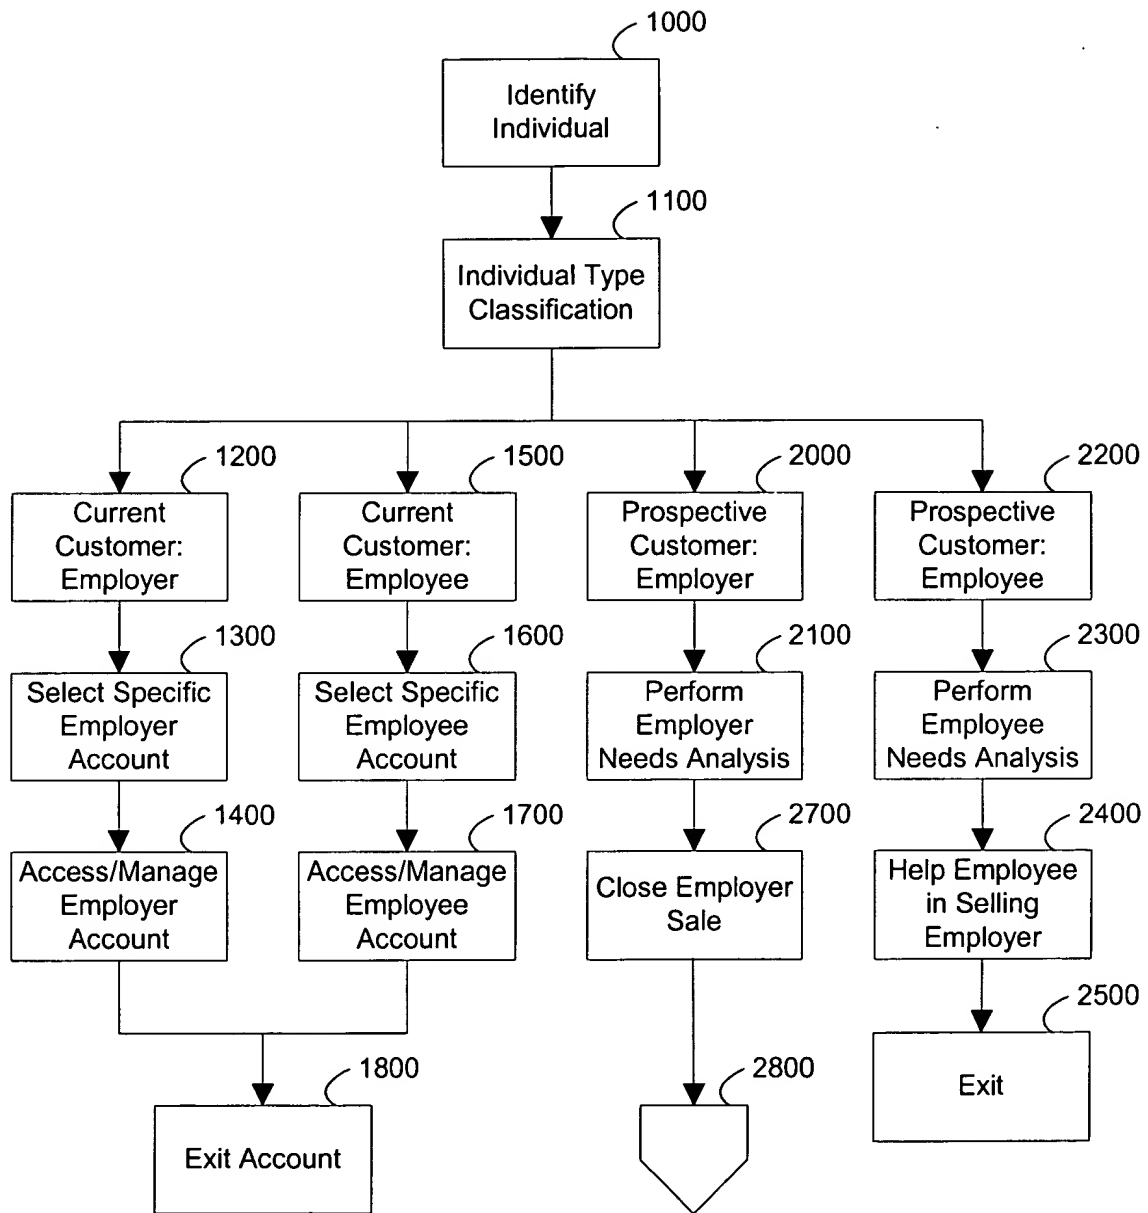 1000
Identify
Individual
1100
Individual Type
Classification
1200
1500
2000
2200
Current
Customer:
Employer
Current
Customer:
Employee
Prospective
Customer:
Employer
Prospective
Customer:
Employee
1300
1600
2100
2300
Select Specific
Employer
Account
Select Specific
Employee
Account
Perform
Employer
Needs Analysis
Perform
Employee
Needs Analysis
1400
1700
2700
2400
Access/Manage
Employer
Account
Access/Manage
Employee
Account
Close Employer
Sale
Help Employee
in Selling
Employer
2500
Exit
1800
Exit Account
2800